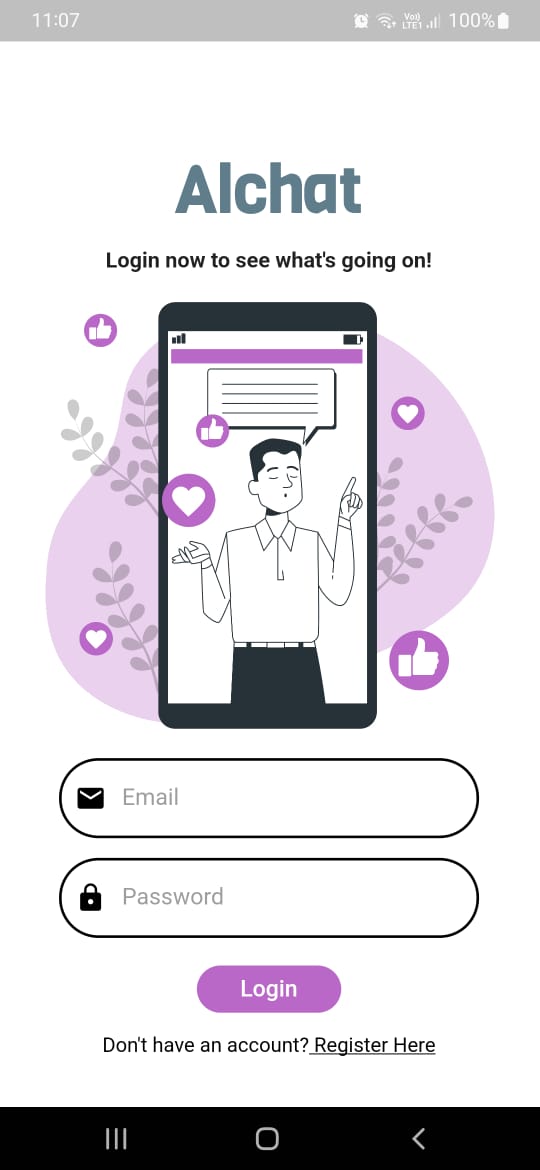 11:07
Vo)) 100%
LTE1
Alchat
Login now to see what's going on!
Email
Password
Login
Don't have an account? Register Here